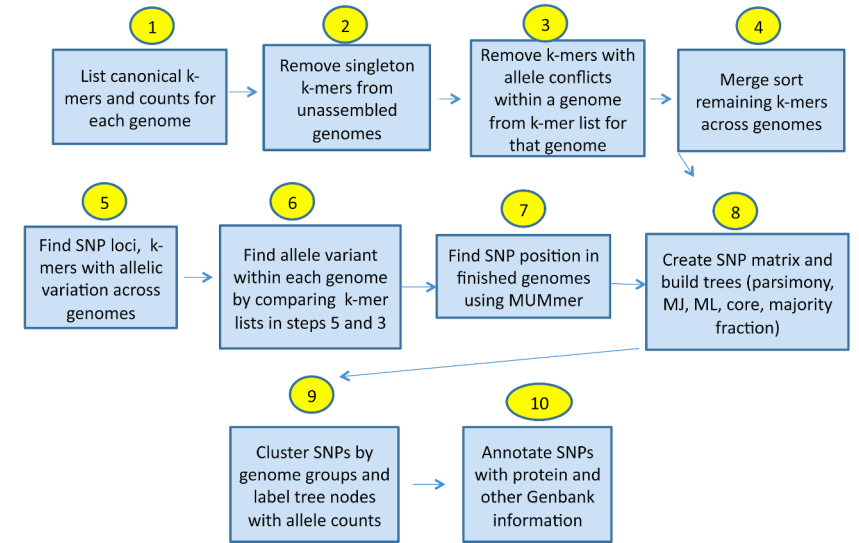 1
List canonical k-
mers and counts for
each genome
2
Remove singleton
k-mers from
unassembled
genomes
3
Remove k-mers with
allele conflicts
within a genome
from k-mer list for
that genome
4
Merge sort
remaining k-mers
across genomes
5
Find SNP loci, k-
mers with allelic
variation across
genomes
6
Find allele variant
within each genome
by comparing k-mer
lists in steps 5 and 3
7
Find SNP position in
finished genomes
using MUMmer
8
Create SNP matrix and
build trees (parsimony,
MJ, ML, core, majority
fraction)
9
Cluster SNPs by
genome groups and
label tree nodes
with allele counts
10
Annotate SNPs
with protein and
other Genbank
information